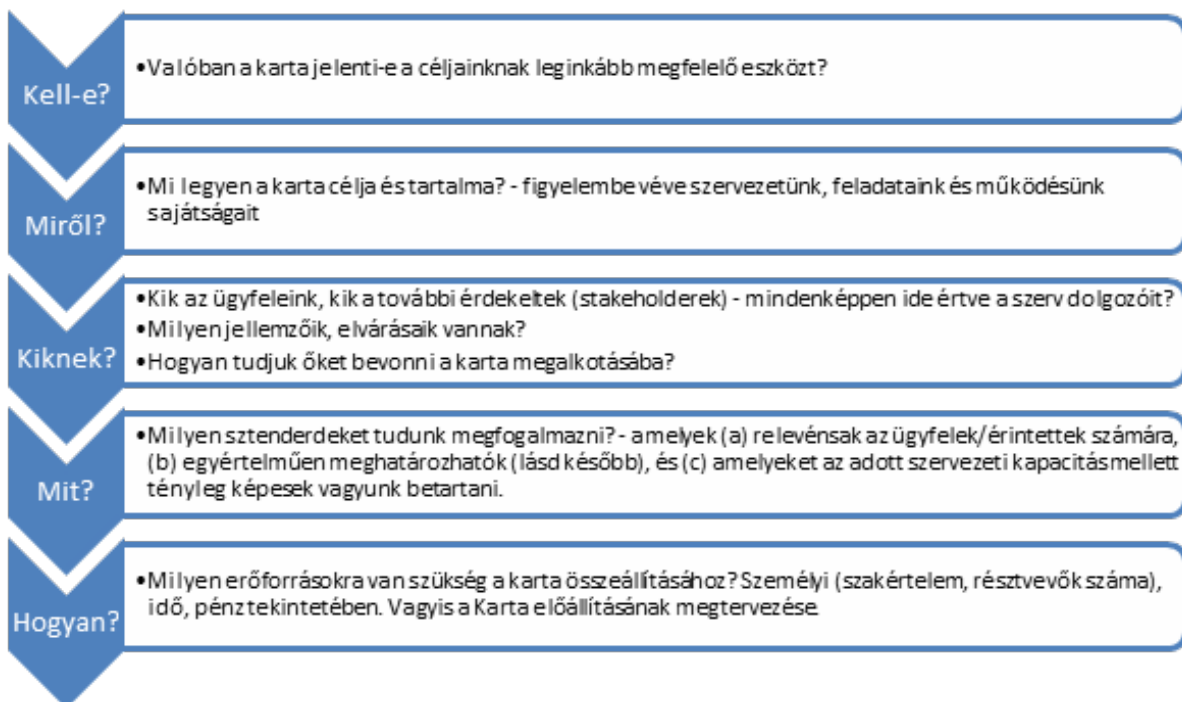 Kell-e?
•Valóban a karta jelenti-e a céljainknak leginkább megfelelő eszközt?
Miről?
•Mi legyen a karta célja és tartalma? - figyelembe véve szervezetünk, feladataink és működésünk
sajátságait
Kiknek?
•Kik az ügyfeleink, kik a további érdekeltek (stakeholderek) - mindenképpen ide értve a szerv dolgozóit?
•Milyen jellemzőik, elvárásaik vannak?
•Hogyan tudjuk őket bevonni a karta megalkotásába?
Mit?
•Milyen sztenderdeket tudunk megfogalmazni? - amelyek (a) relevénsak az ügyfelek/érintettek számára,
(b) egyértelműen meghatározhatók (lásd később), és (c) amelyeket az adott szervezeti kapacitás mellett
tényleg képesek vagyunk betartani.
Hogyan?
•Milyen erőforrásokra van szükség a karta összeállításához? Személyi (szakértelem, résztvevők száma),
idő, pénz tekintetében. Vagyis a Karta előállításának megtervezése.